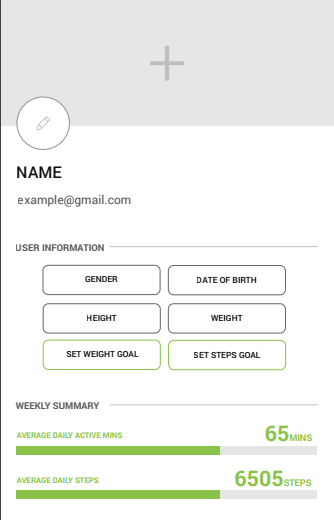 NAME
example@gmail.com
USER INFORMATION
GENDER DATE OF BIRTH
HEIGHT WEIGHT
SET WEIGHT GOAL SET STEPS GOAL
WEEKLY SUMMARY
AVERAGE DAILY ACTIVE MINS 65MINS
AVERAGE DAILY STEPS 6505STEPS